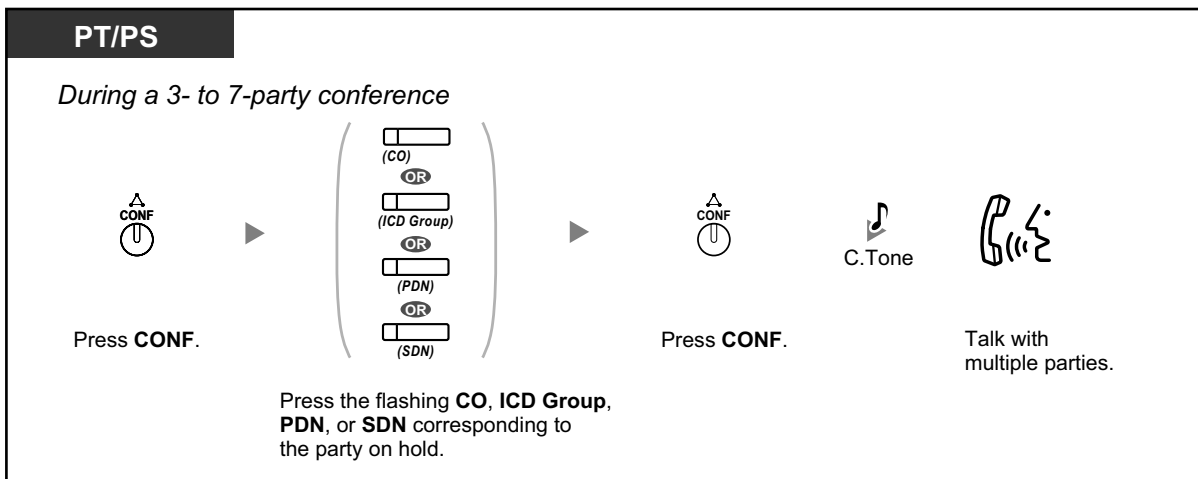 PT/PS
During a 3- to 7-party conference
CONF
(CO)
OR
(ICD Group)
OR
(PDN)
OR
(SDN)
CONF
C.Tone
Press CONF.
Press the flashing CO, ICD Group,
PDN, or SDN corresponding to
the party on hold.
Press CONF.
Talk with
multiple parties.